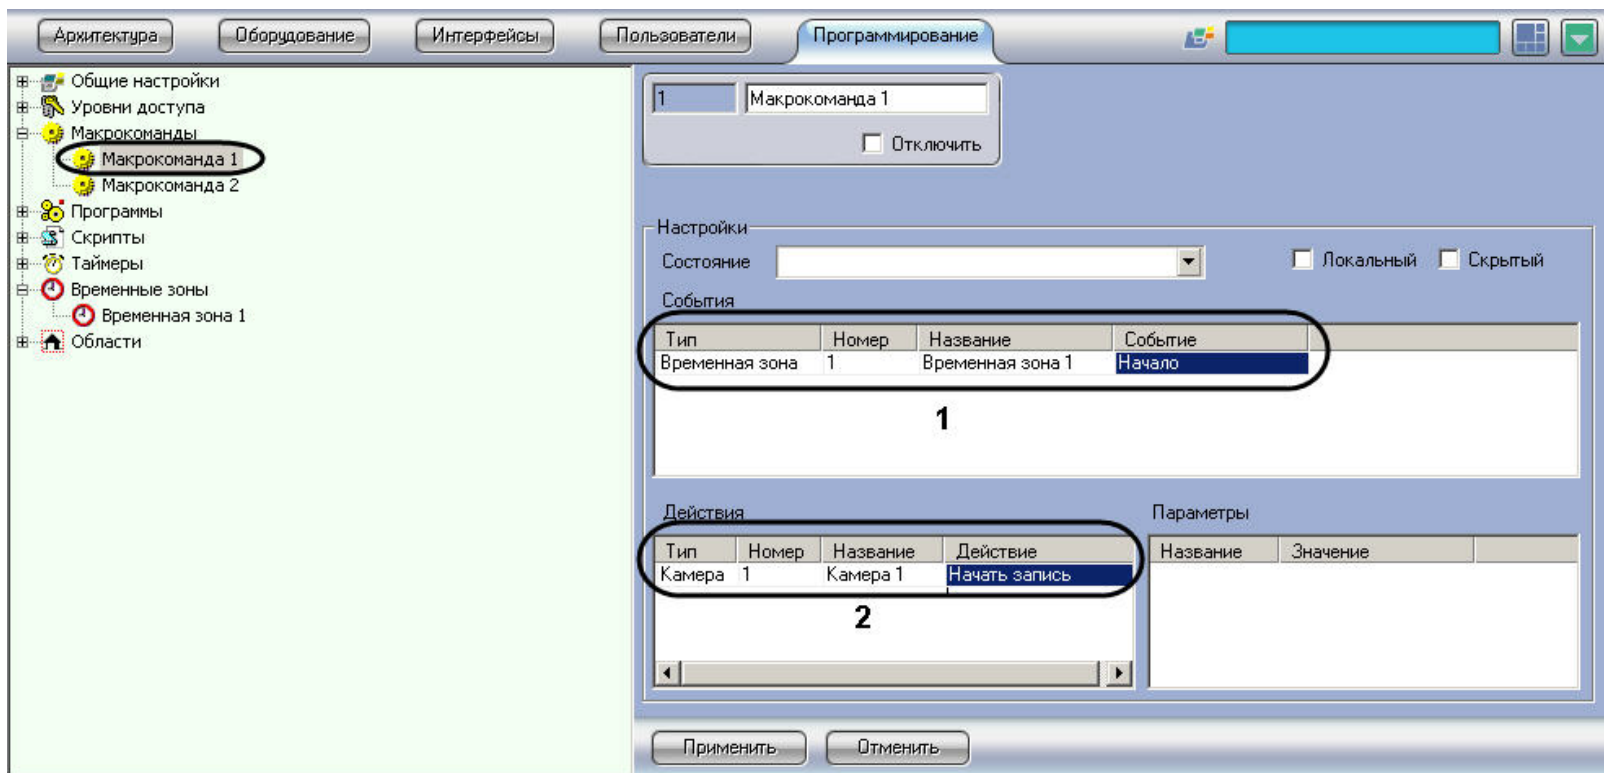 Архитектура Оборудование Интерфейсы Пользователи Программирование
Общие настройки
Уровни доступа
Макрокоманды
Макрокоманда 1
Макрокоманда 2
Программы
Скрипты
Таймеры
Временные зоны
Временная зона 1
Области
1 Макрокоманда 1
Отключить
Настройки
Состояние Локальный Скрытый
События
Тип Номер Название Событие
Временная зона 1 Временная зона 1 Начало
1
Действия
Тип Номер Название Действие
Камера 1 Камера 1 Начать запись
2
Параметры
Название Значение
Применить Отменить